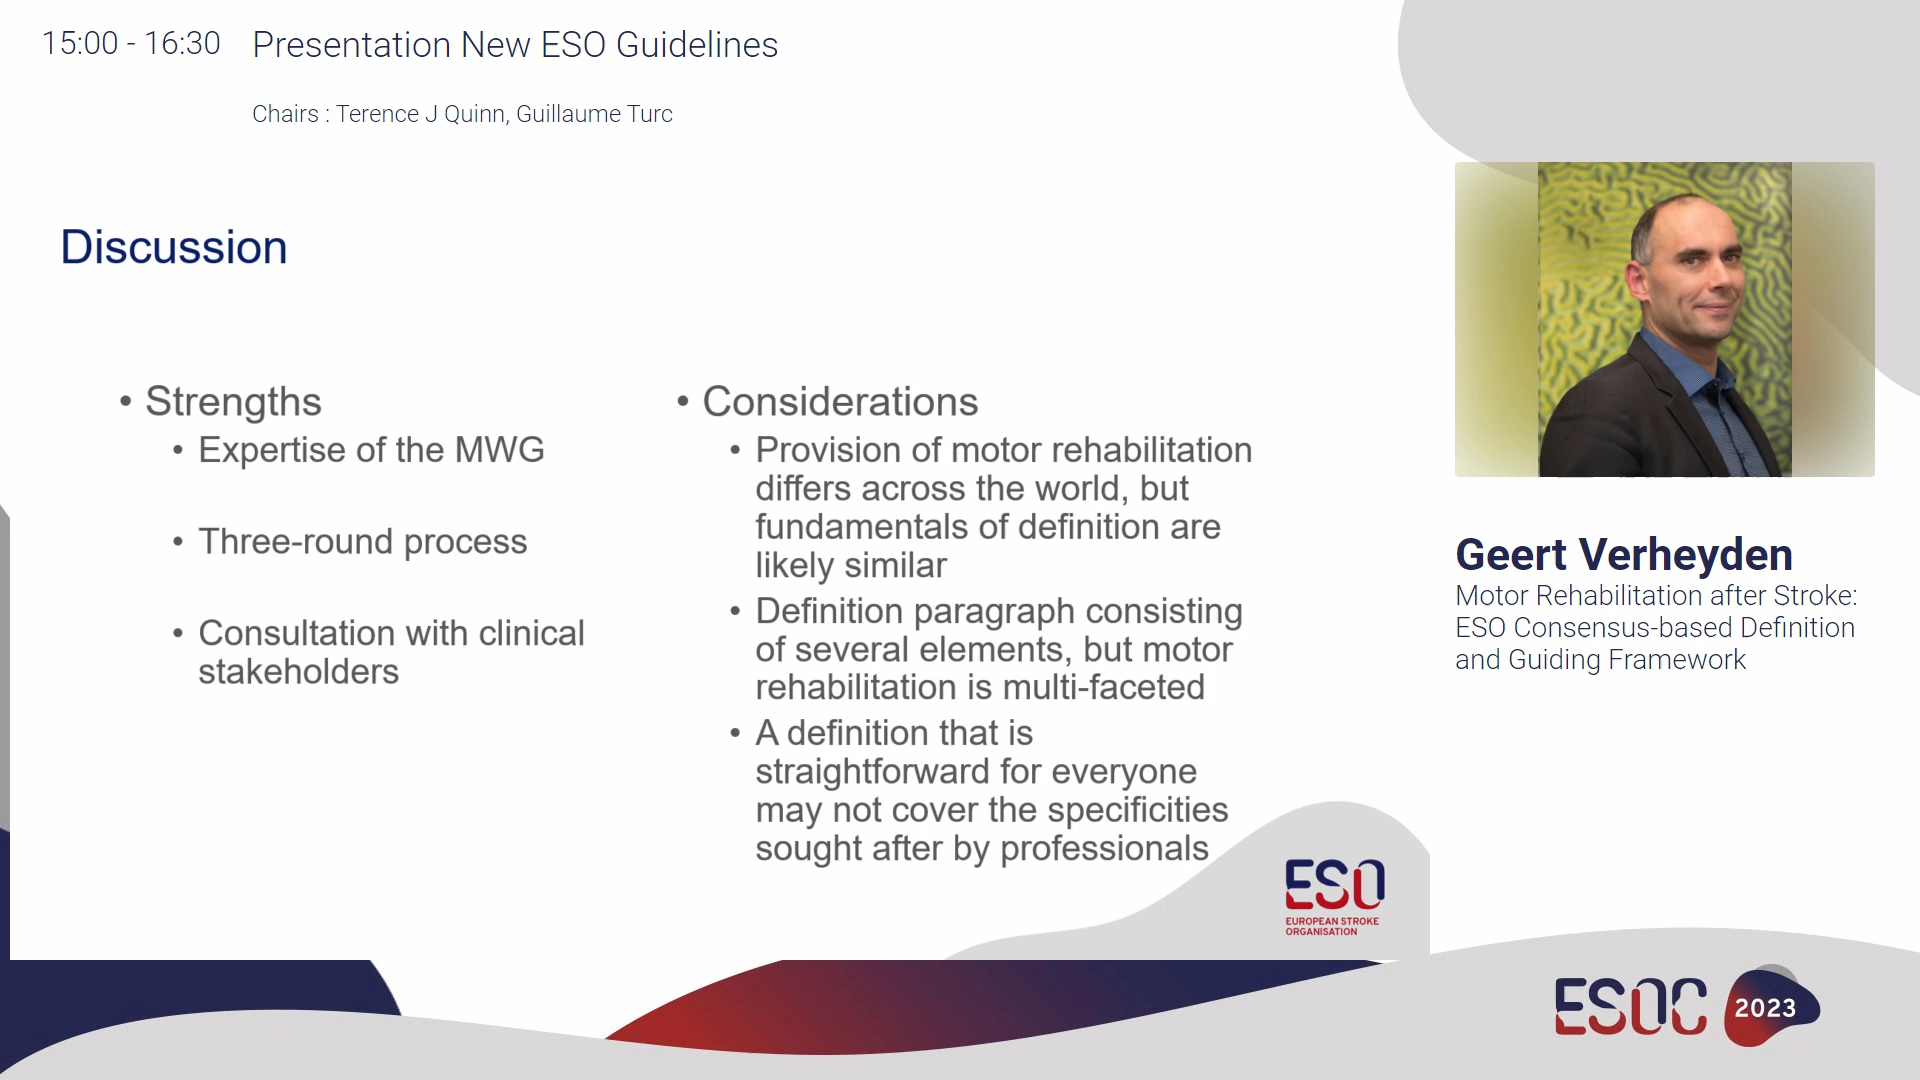 15:00 - 16:30 Presentation New ESO Guidelines
Chairs : Terence J Quinn, Guillaume Turc
Discussion
• Strengths
• Expertise of the MWG
• Three-round process
• Consultation with clinical
stakeholders
• Considerations
• Provision of motor rehabilitation
differs across the world, but
fundamentals of definition are
likely similar
• Definition paragraph consisting
of several elements, but motor
rehabilitation is multi-faceted
• A definition that is
straightforward for everyone
may not cover the specificities
sought after by professionals
ESO
EUROPEAN STROKE
ORGANISATION
Geert Verheyden
Motor Rehabilitation after Stroke:
ESO Consensus-based Definition
and Guiding Framework
ESOC 2023